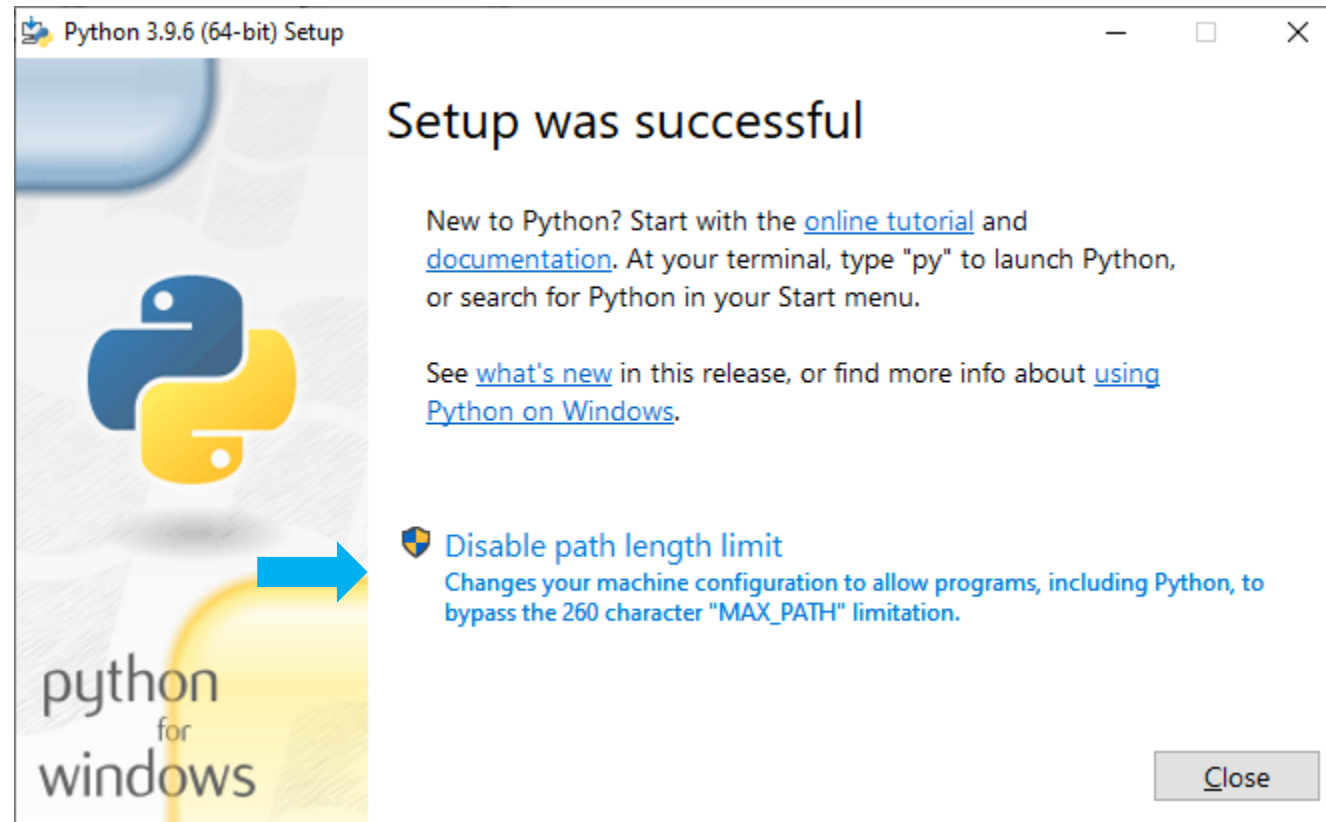 Python 3.9.6 (64-bit) Setup
Setup was successful
New to Python? Start with the online tutorial and
documentation. At your terminal, type "py" to launch Python,
or search for Python in your Start menu.
See what's new in this release, or find more info about using
Python on Windows.
Disable path length limit
Changes your machine configuration to allow programs, including Python, to
bypass the 260 character "MAX_PATH" limitation.
python
for
windows
Close